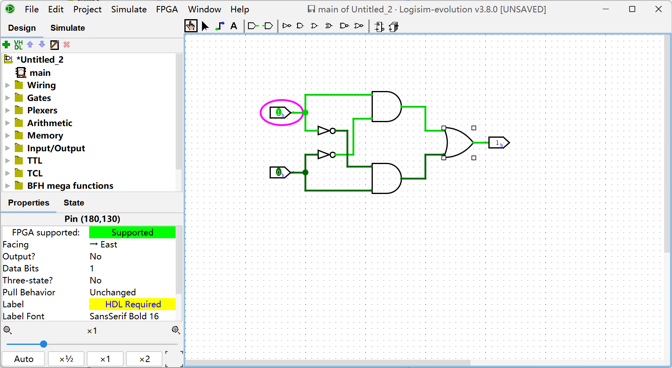 main of Untitled_2 - Logisim-evolution v3.8.0 [UNSAVED]
File Edit Project Simulate FPGA Window Help
Design Simulate
VHDL
*Untitled_2
main
Wiring
Gates
Plexers
Arithmetic
Memory
Input/Output
TTL
TCL
BFH mega functions
Properties State
Pin (180,130)
FPGA supported: Supported
Facing East
Output? No
Data Bits 1
Three-state? No
Pull Behavior Unchanged
Label HDL Required
Label Font SansSerif Bold 16
×1
Auto ×½ ×1 ×2
A
0
0
1